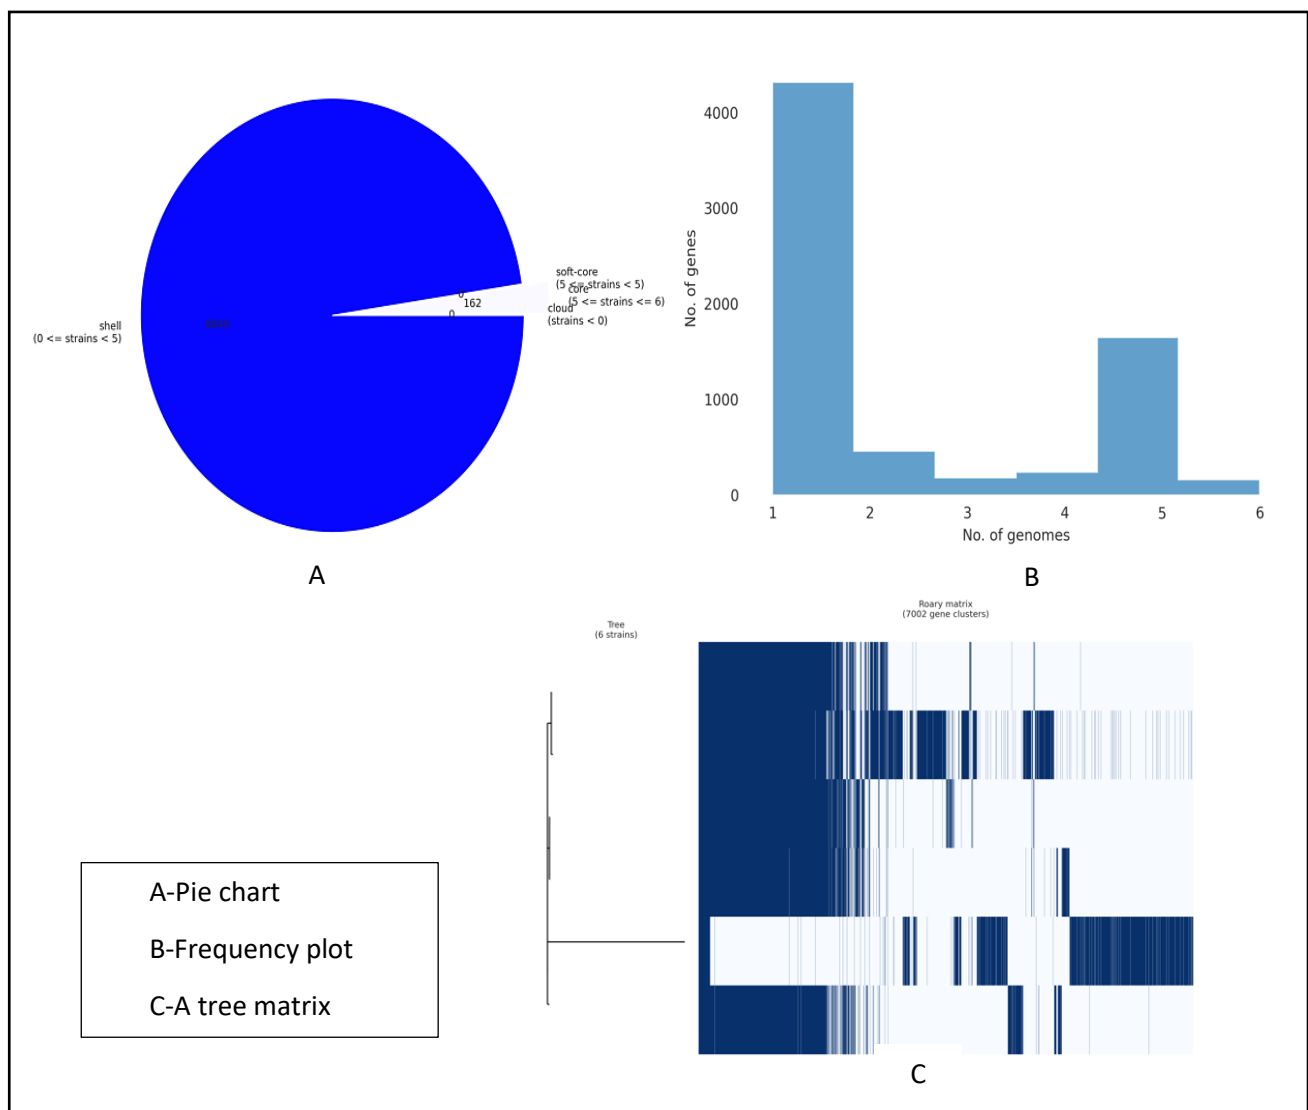 soft-core
(5 <= strains < 5)
core
(5 <= strains <= 6)
cloud
(strains < 0)
0
162
0
shell
(0 <= strains < 5)
A
4000
3000
2000
1000
0
No. of genes
1 2 3 4 5 6
No. of genomes
B
Tree
(6 strains)
Roary matrix
(7002 gene clusters)
A-Pie chart
B-Frequency plot
C-A tree matrix
C